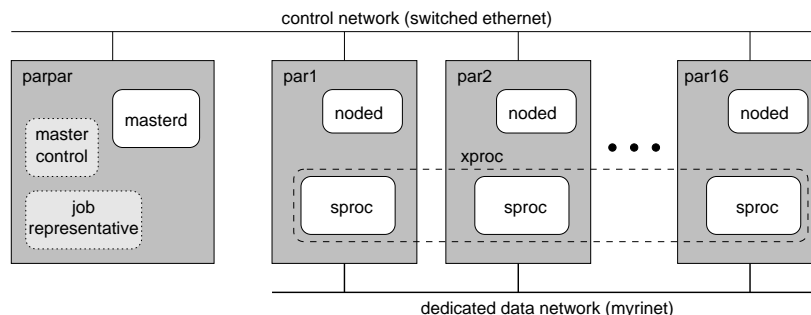 control network (switched ethernet)
parpar
masterd
master
control
job
representative
par1
noded
sproc
par2
noded
xproc
sproc
par16
noded
sproc
dedicated data network (myrinet)